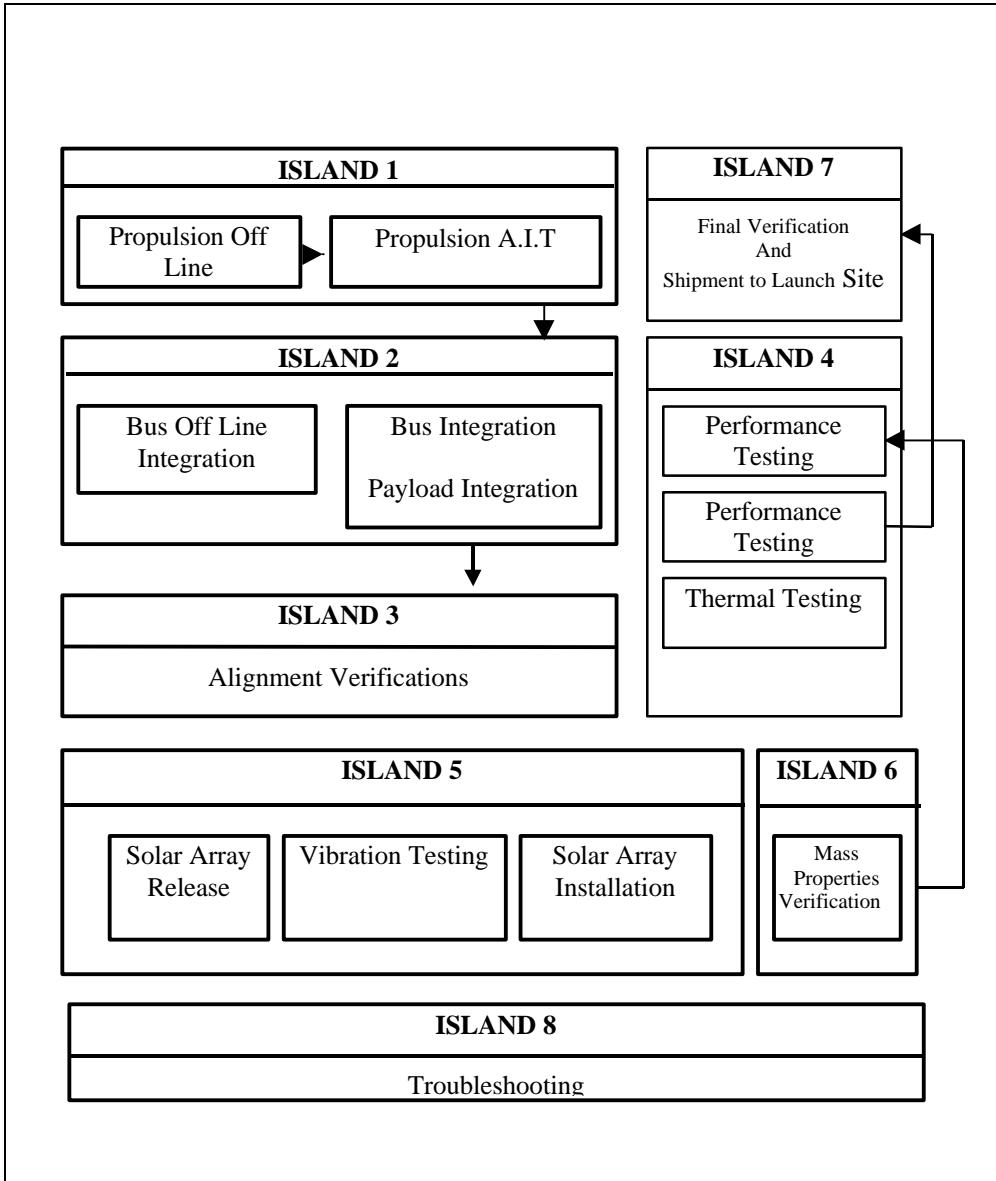 ISLAND 1
Propulsion Off
Line
Propulsion A.I.T
ISLAND 2
Bus Off Line
Integration
Bus Integration
Payload Integration
ISLAND 3
Alignment Verifications
ISLAND 7
Final Verification
And
Shipment to Launch Site
ISLAND 4
Performance
Testing
Performance
Testing
Thermal Testing
ISLAND 5
Solar Array
Release
Vibration Testing
Solar Array
Installation
ISLAND 6
Mass
Properties
Verification
ISLAND 8
Troubleshooting